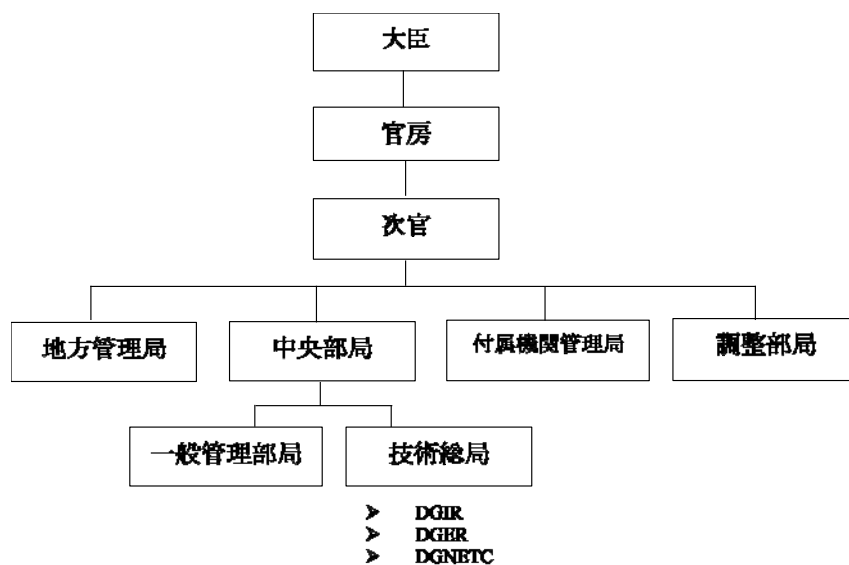 大臣
官房
次官
地方管理局
中央部局
付属機関管理局
調整部局
一般管理部局
技術総局
➢ DGIR
➢ DGER
➢ DGNETC